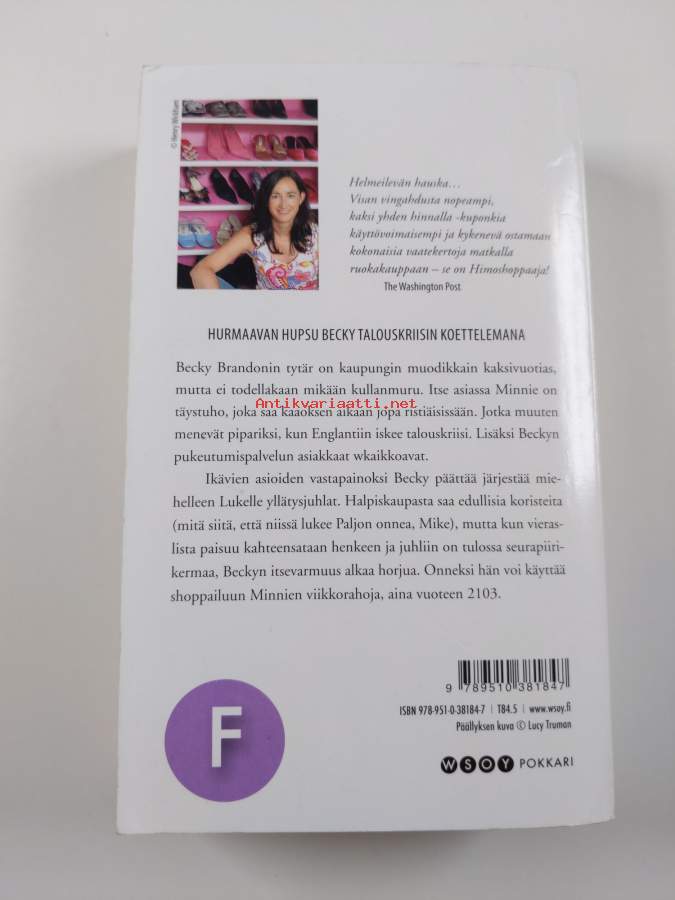 © Henry Wickham
Helmeilevän hauska…
Visan vingahdusta nopeampi,
kaksi yhden hinnalla -kuponkia
käyttövoimaisempi ja kykenevä ostamaan
kokonaisia vaatekertoja matkalla
ruokakauppaan – se on Himoshoppaaja!
The Washington Post
HURMAAVAN HUPSU BECKY TALOUSKRIISIN KOETTELEMANA
Becky Brandonin tytär on kaupungin muodikkain kaksivuotias,
mutta ei todellakaan mikään kullanmuru. Itse asiassa Minnie on
Antikvariaatti.net
täystuho, joka saa kaaoksen aikaan jopa ristiäisissään. Jotka muuten
menevät pipariksi, kun Englantiin iskee talouskriisi. Lisäksi Beckyn
pukeutumispalvelun asiakkaat wkaikkoavat.
Ikävien asioiden vastapainoksi Becky päättää järjestää mie-
helleen Lukelle yllätysjuhlat. Halpiskaupasta saa edullisia koristeita
(mitä siitä, että niissä lukee Paljon onnea, Mike), mutta kun vieras-
lista paisuu kahteensataan henkeen ja juhliin on tulossa seurapiiri-
kermaa, Beckyn itsevarmuus alkaa horjua. Onneksi hän voi käyttää
shoppailuun Minnien viikkorahoja, aina vuoteen 2103.
9 789510 381847
ISBN 978-951-0-38184-7 | T84.5 | www.wsoy.fi
Päällyksen kuva © Lucy Truman
F
WSOY POKKARI